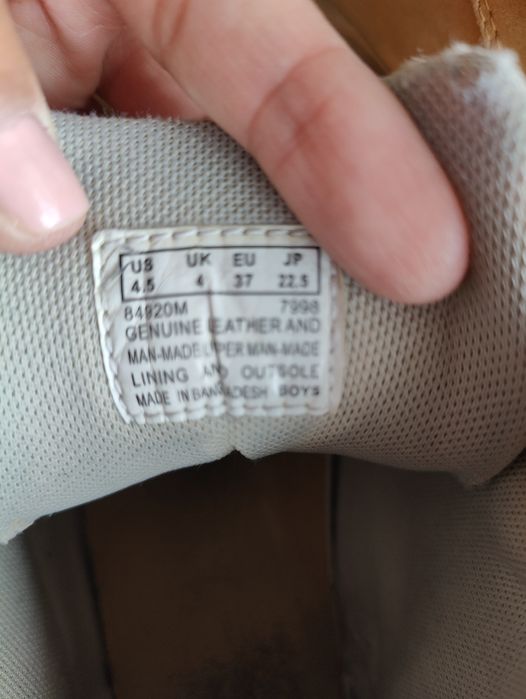 US UK EU JP
4.5 4 37 22.5
84920M 7998
GENUINE LEATHER AND
MAN-MADE UPPER MAN-MADE
LINING AND OUTSOLE
MADE IN BANGLADESH BOYS